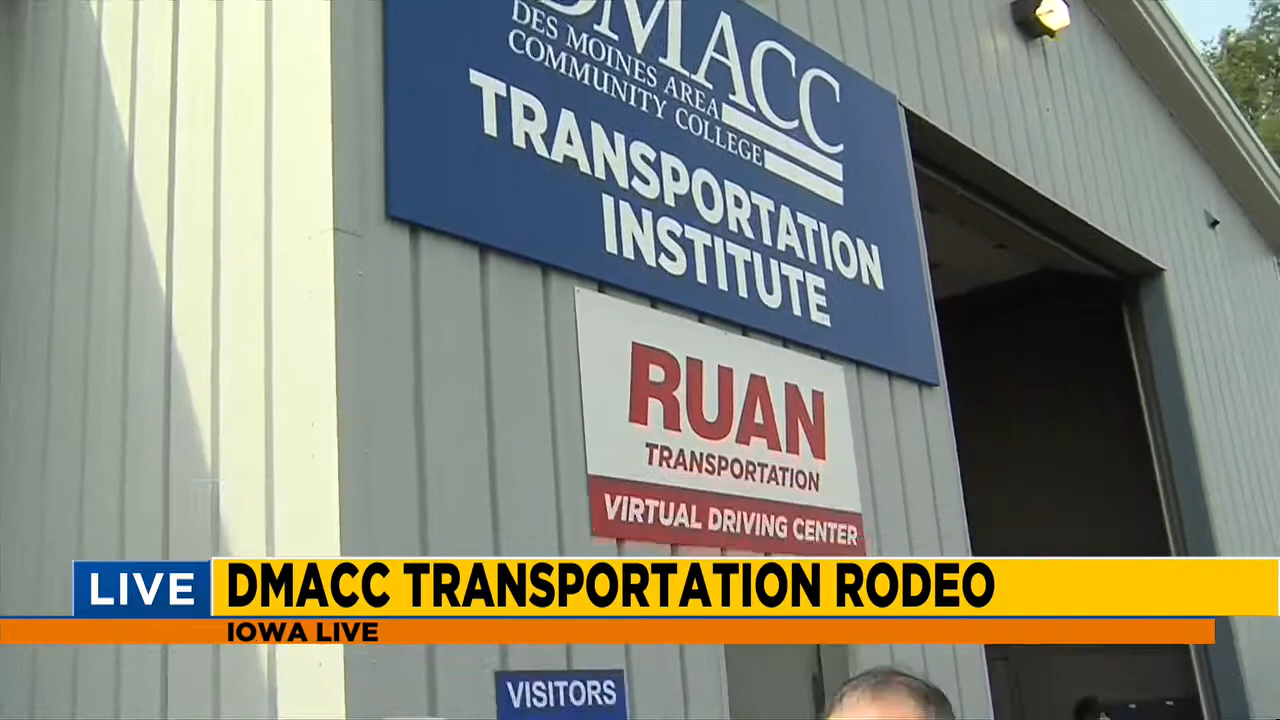 DMACC
DES MOINES AREA
COMMUNITY COLLEGE
TRANSPORTATION
INSTITUTE
RUAN
TRANSPORTATION
VIRTUAL DRIVING CENTER
LIVE
DMACC TRANSPORTATION RODEO
IOWA LIVE
VISITORS